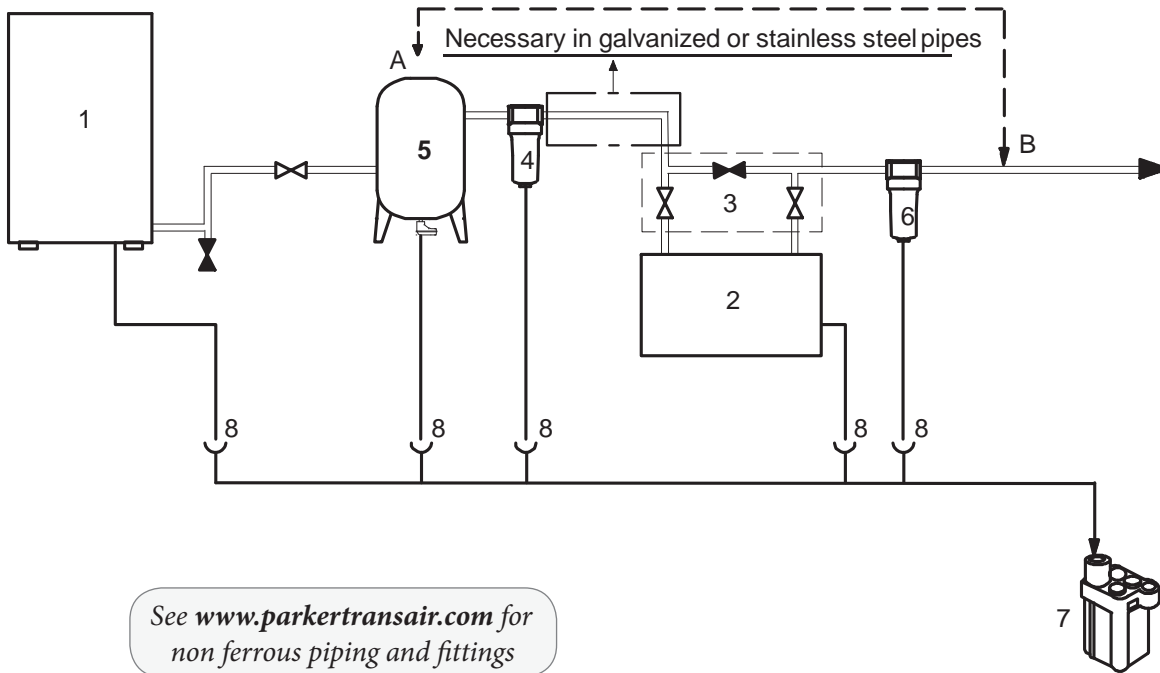 Necessary in galvanized or stainless steel pipes
A
B
1
5
4
3
6
2
8
8
8
8
8
7
See www.parkertransair.com for
non ferrous piping and fittings